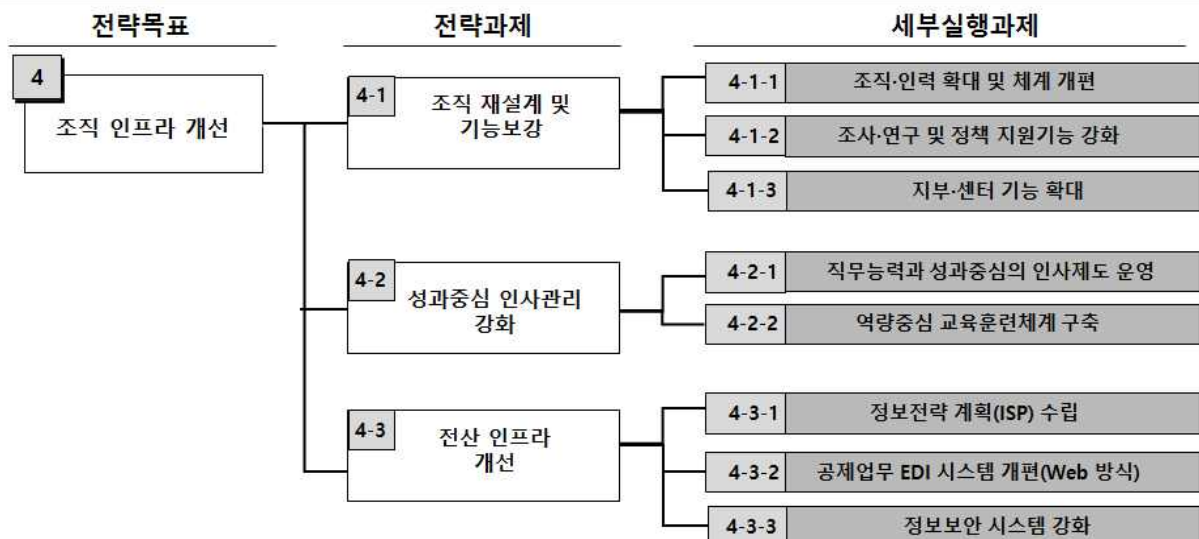 전략목표
전략과제
세부실행과제
4
조직 인프라 개선
4-1
조직 재설계 및
기능보강
4-1-1
조직·인력 확대 및 체계 개편
4-1-2
조사·연구 및 정책 지원기능 강화
4-1-3
지부·센터 기능 확대
4-2
성과중심 인사관리
강화
4-2-1
직무능력과 성과중심의 인사제도 운영
4-2-2
역량중심 교육훈련체계 구축
4-3
전산 인프라
개선
4-3-1
정보전략 계획(ISP) 수립
4-3-2
공제업무 EDI 시스템 개편(Web 방식)
4-3-3
정보보안 시스템 강화